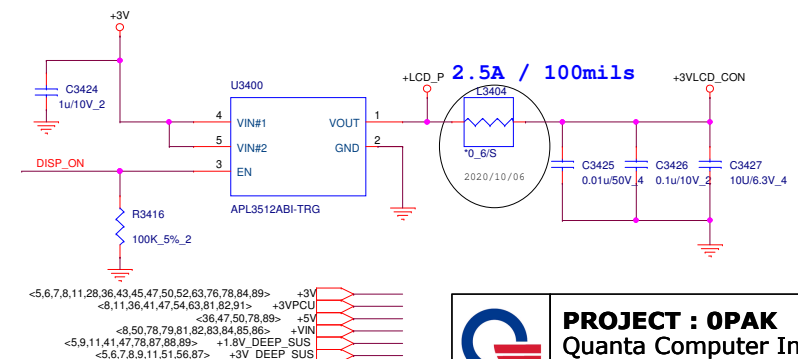 +3V
C3424
1u/10V_2
U3400
4 VIN#1
5 VIN#2
3 EN
VOUT 1
GND 2
APL3512ABI-TRG
DISP_ON
R3416
100K_5%_2
+LCD_P
2.5A / 100mils
L3404
*0_6/S
2020/10/06
+3VLCD_CON
C3425
0.01u/50V_4
C3426
0.1u/10V_2
C3427
10U/6.3V_4
<5,6,7,8,11,28,36,43,45,47,50,52,63,76,78,84,89> +3V
<8,11,36,41,47,54,63,81,82,91> +3VPCU
<36,47,50,78,89> +5V
<8,50,78,79,81,82,83,84,85,86> +VIN
<5,9,11,41,47,78,87,88,89> +1.8V_DEEP_SUS
<5,6,7,8,9,11,51,56,87> +3V_DEEP_SUS
PROJECT : 0PAK
Quanta Computer In